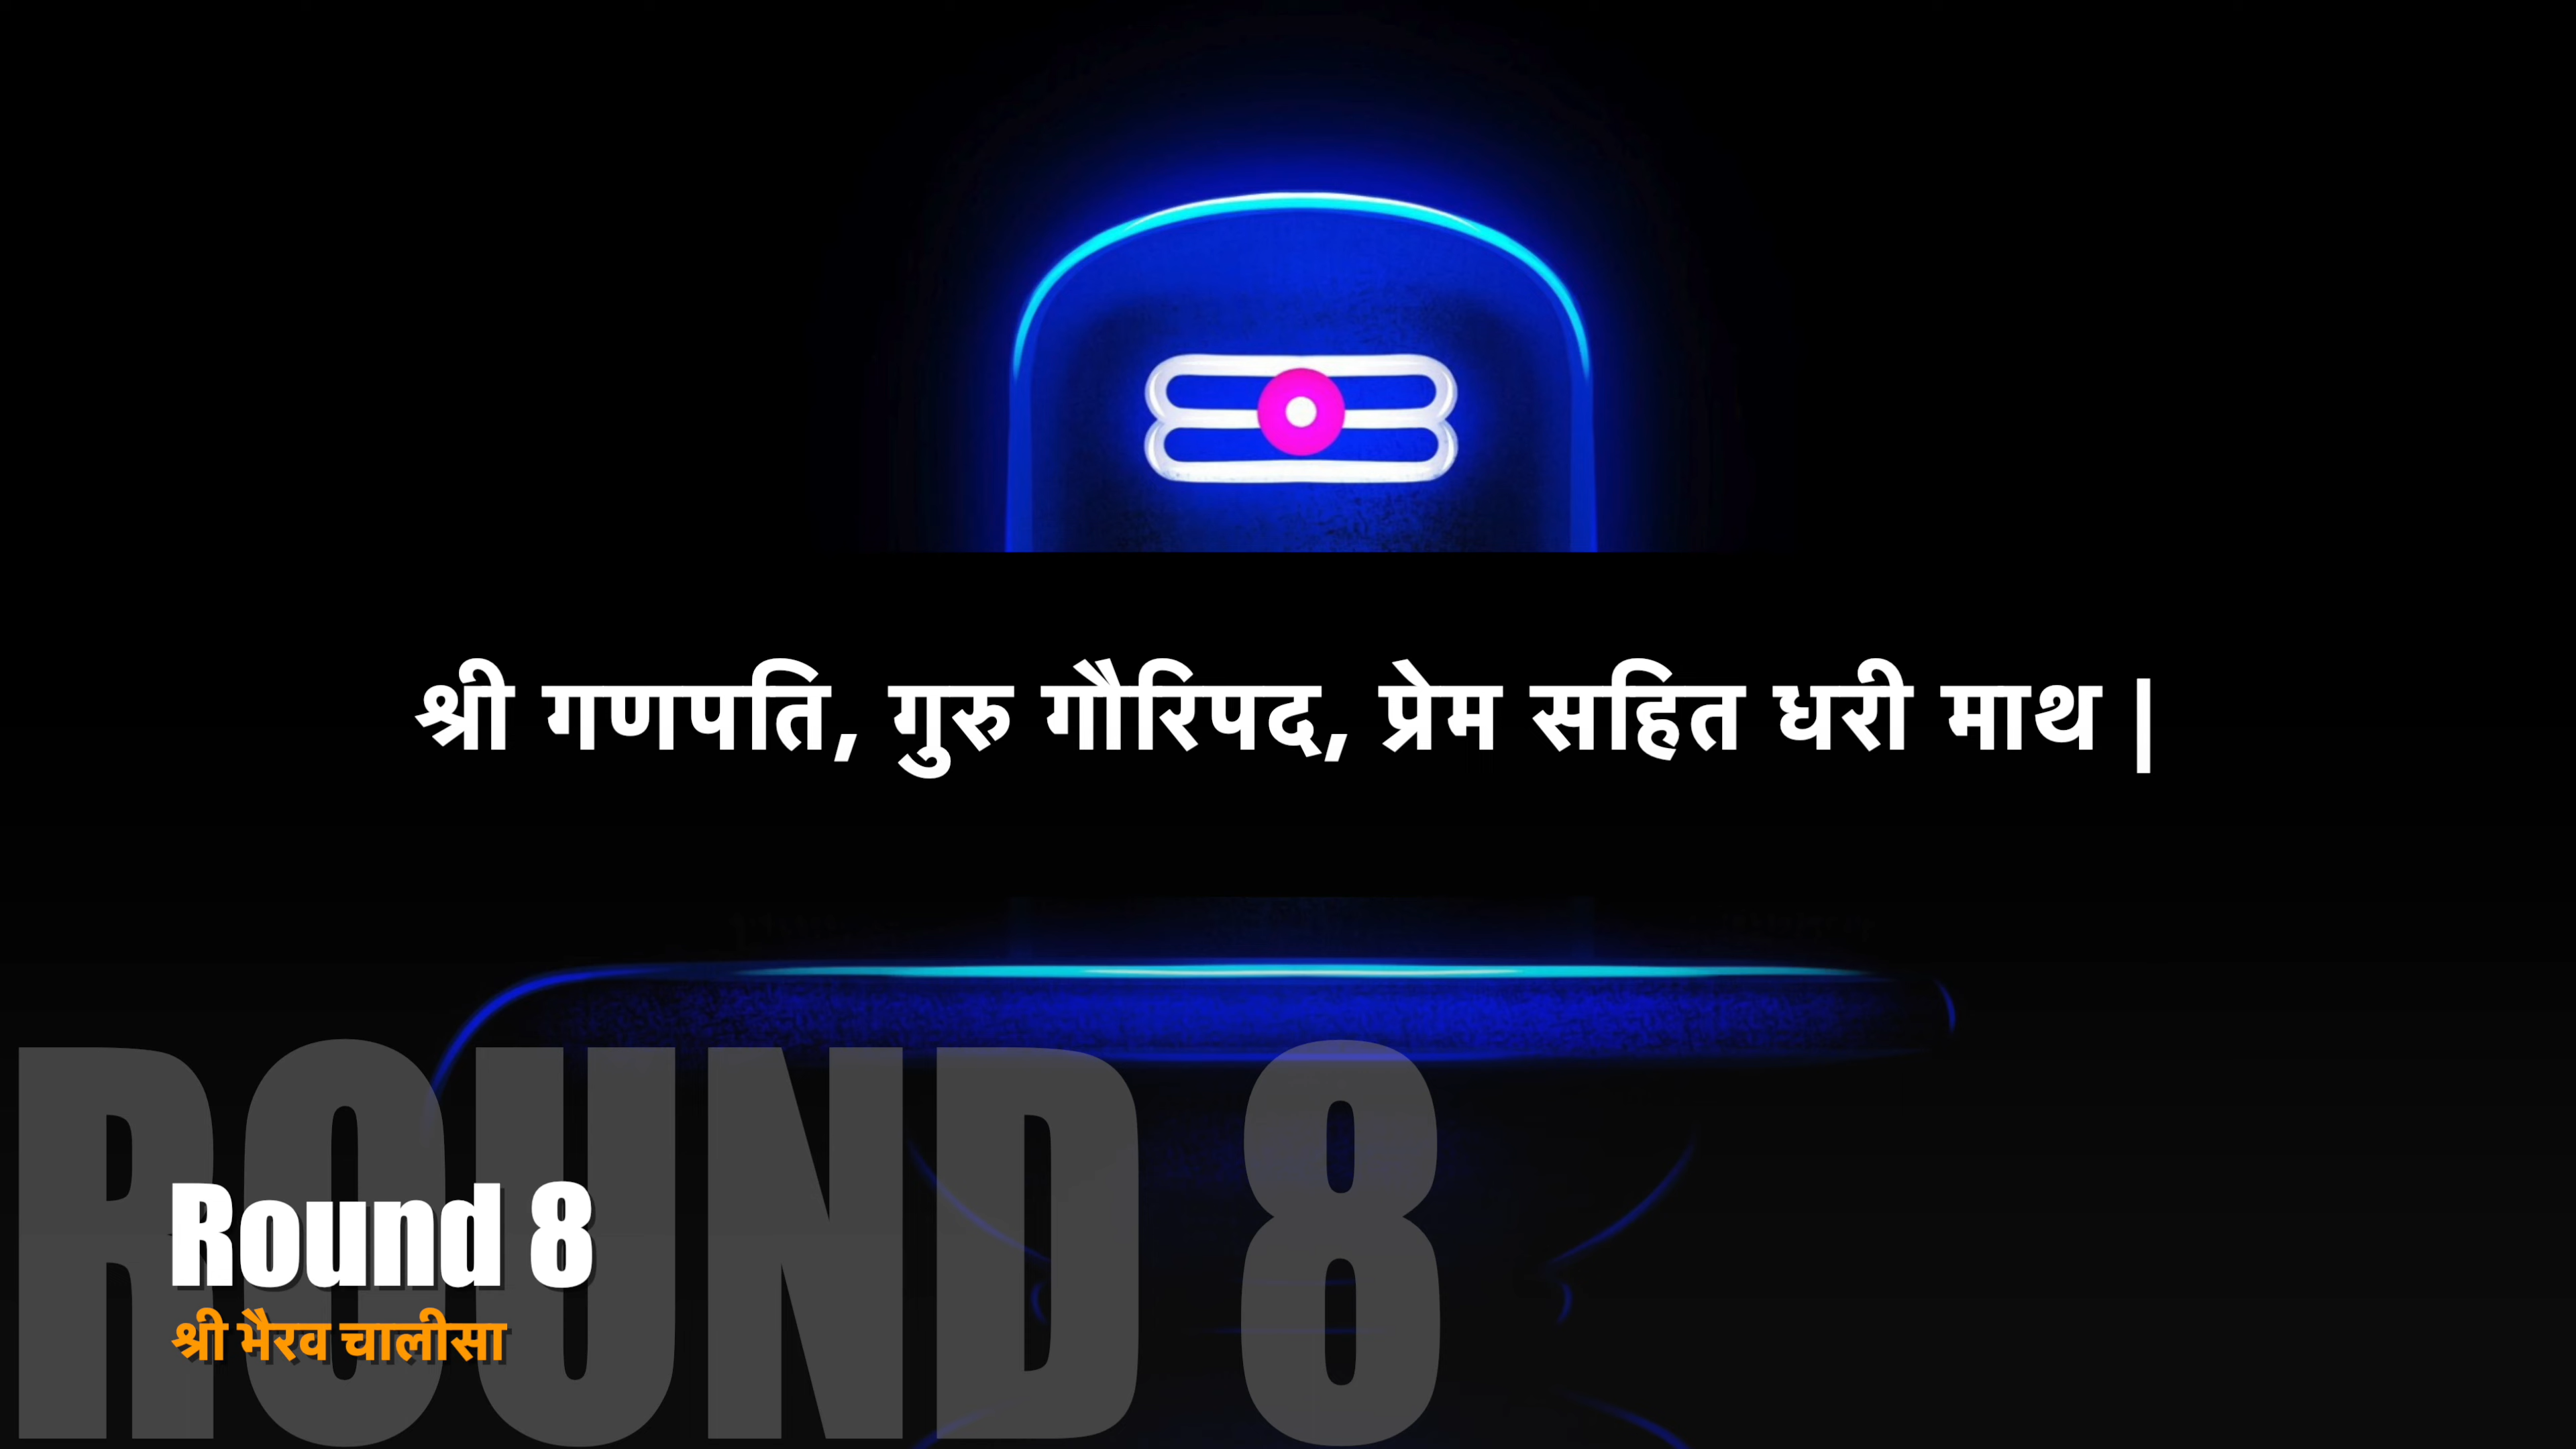 श्री गणपति, गुरु गौरिपद, प्रेम सहित धरी माथ |
ROUND 8
Round 8
श्री भैरव चालीसा